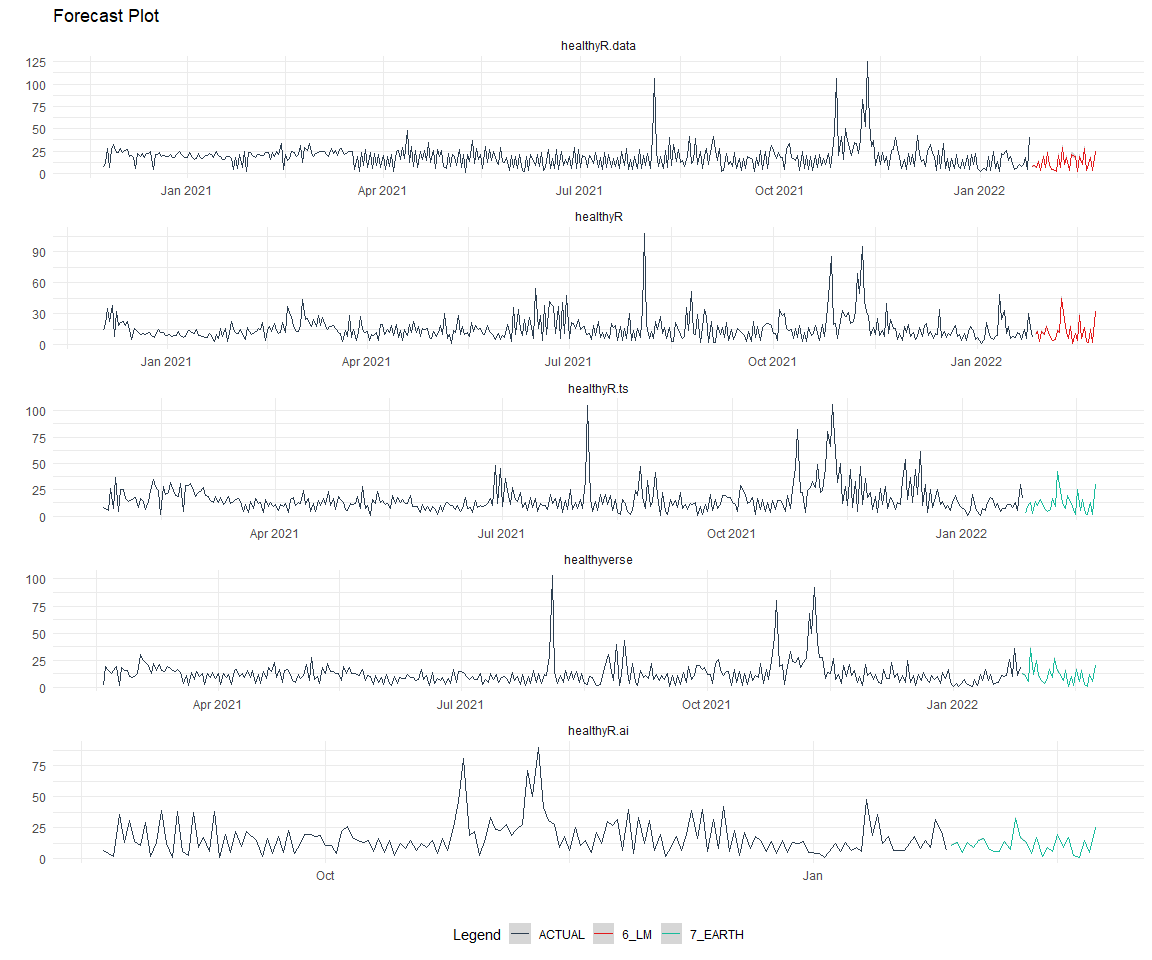 Forecast Plot
healthyR.data
125
100
75
50
25
0
Jan 2021 Apr 2021 Jul 2021 Oct 2021 Jan 2022
healthyR
90
60
30
0
Jan 2021 Apr 2021 Jul 2021 Oct 2021 Jan 2022
healthyR.ts
100
75
50
25
0
Apr 2021 Jul 2021 Oct 2021 Jan 2022
healthyverse
100
75
50
25
0
Apr 2021 Jul 2021 Oct 2021 Jan 2022
healthyR.ai
75
50
25
0
Oct Jan
Legend ACTUAL 6_LM 7_EARTH